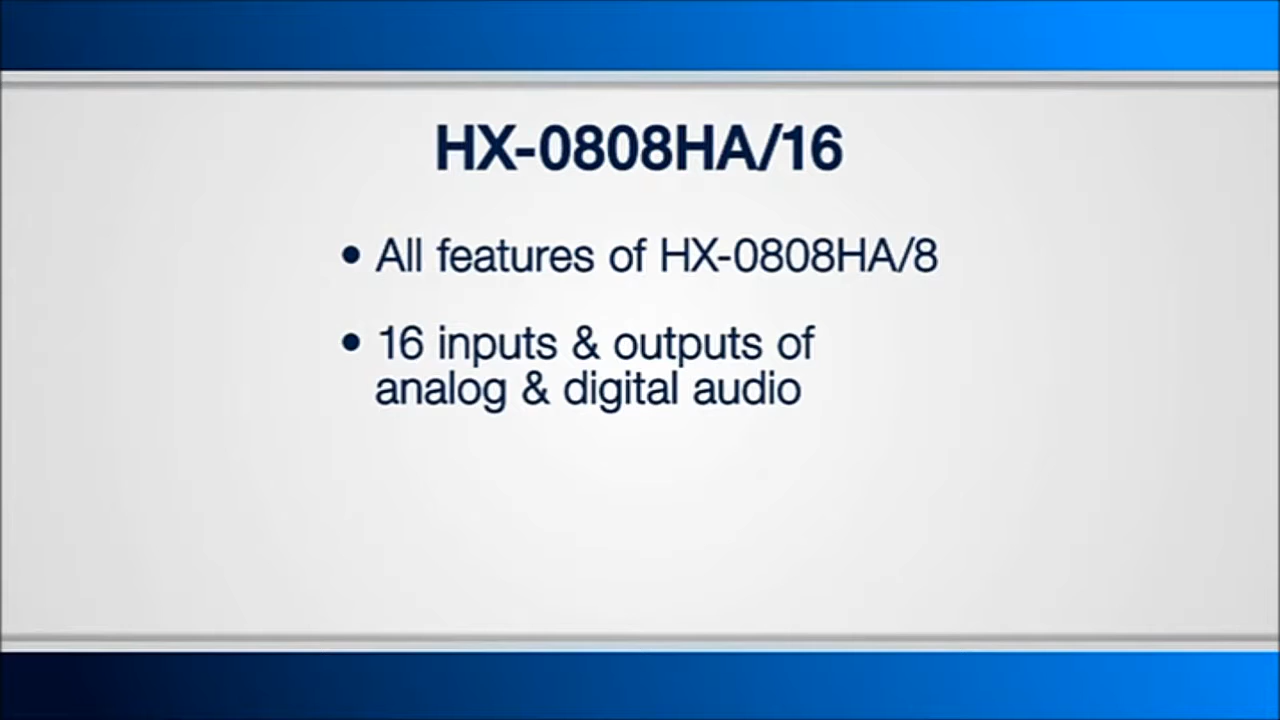 HX-0808HA/16
• All features of HX-0808HA/8
• 16 inputs & outputs of
analog & digital audio